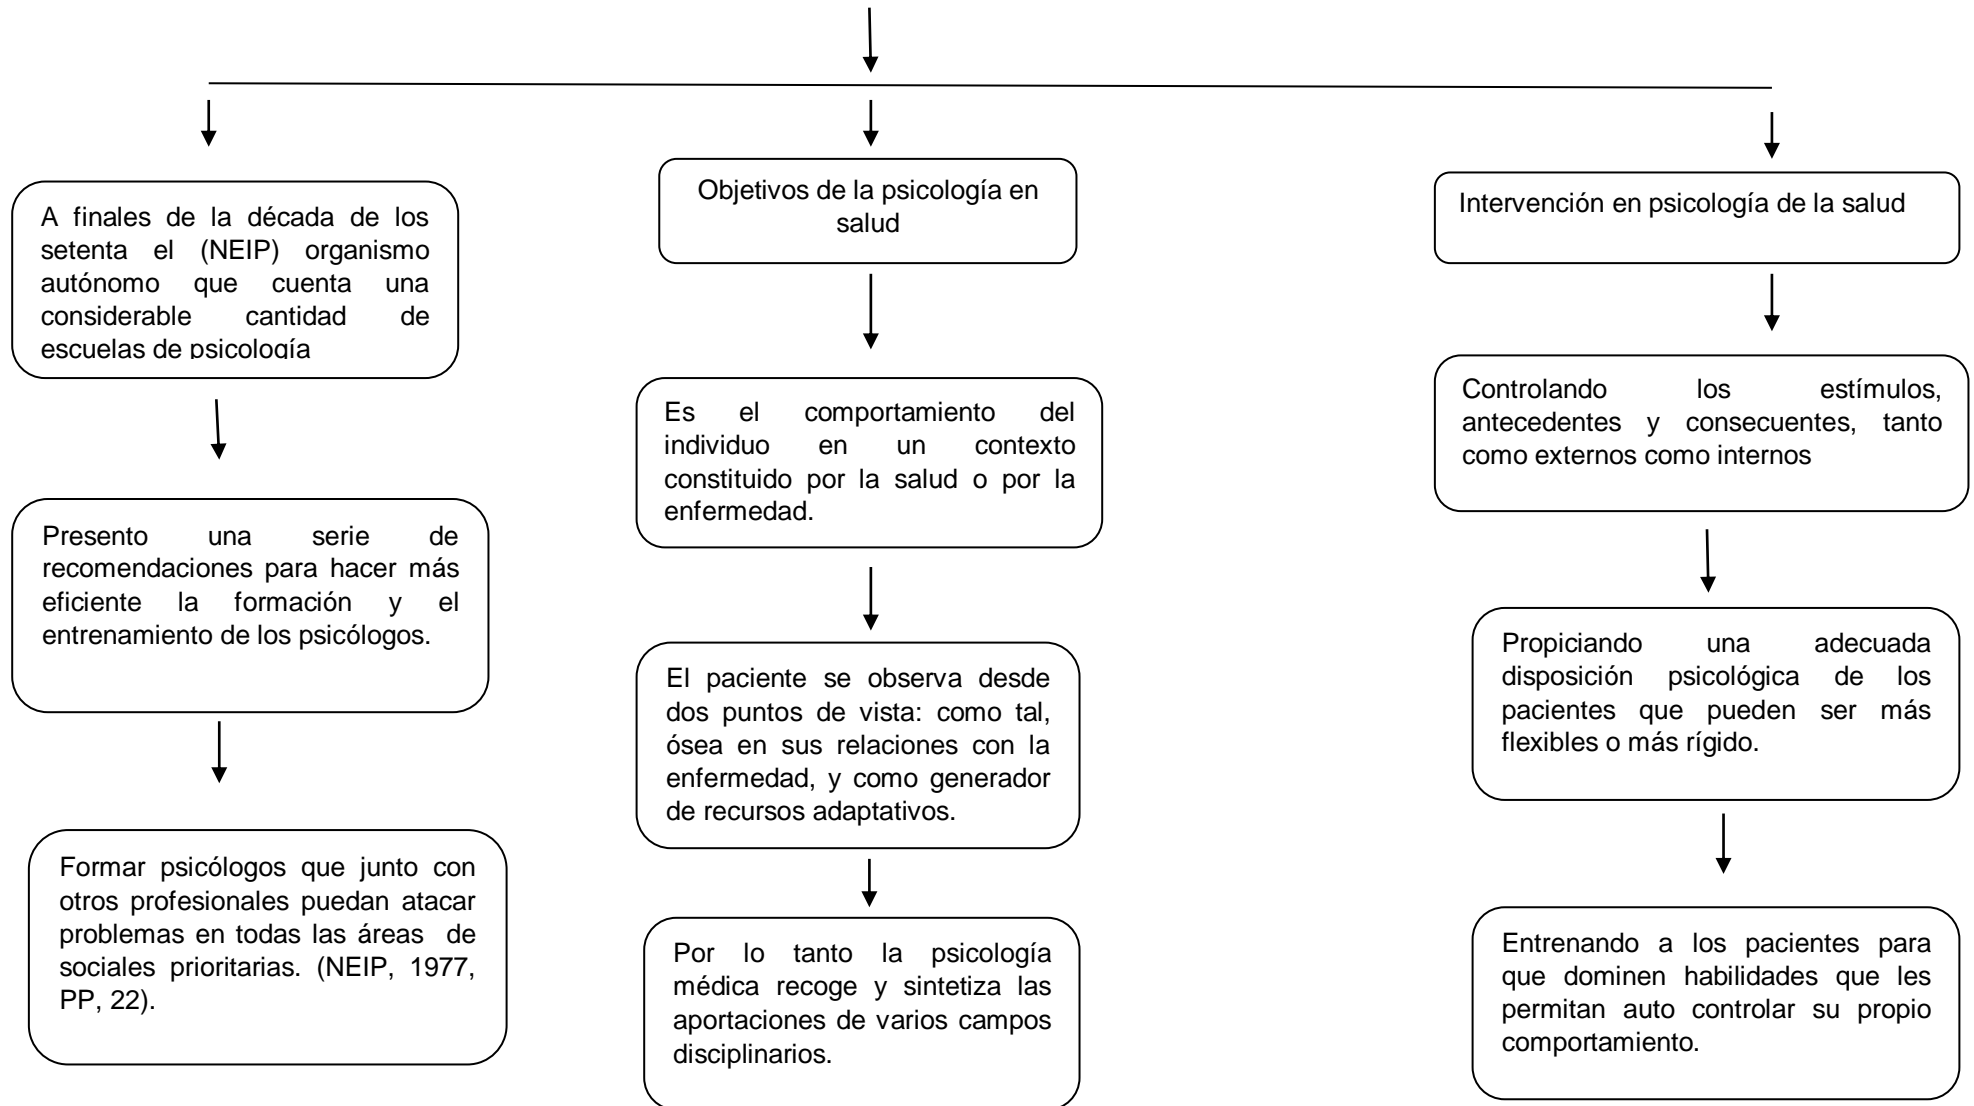 A finales de la década de los
setenta el (NEIP) organismo
autónomo que cuenta una
considerable cantidad de
escuelas de psicología
Presento una serie de
recomendaciones para hacer más
eficiente la formación y el
entrenamiento de los psicólogos.
Formar psicólogos que junto con
otros profesionales puedan atacar
problemas en todas las áreas de
sociales prioritarias. (NEIP, 1977,
PP, 22).
Objetivos de la psicología en
salud
Es el comportamiento del
individuo en un contexto
constituido por la salud o por la
enfermedad.
El paciente se observa desde
dos puntos de vista: como tal,
ósea en sus relaciones con la
enfermedad, y como generador
de recursos adaptativos.
Por lo tanto la psicología
médica recoge y sintetiza las
aportaciones de varios campos
disciplinarios.
Intervención en psicología de la salud
Controlando los estímulos,
antecedentes y consecuentes, tanto
como externos como internos
Propiciando una adecuada
disposición psicológica de los
pacientes que pueden ser más
flexibles o más rígido.
Entrenando a los pacientes para
que dominen habilidades que les
permitan auto controlar su propio
comportamiento.